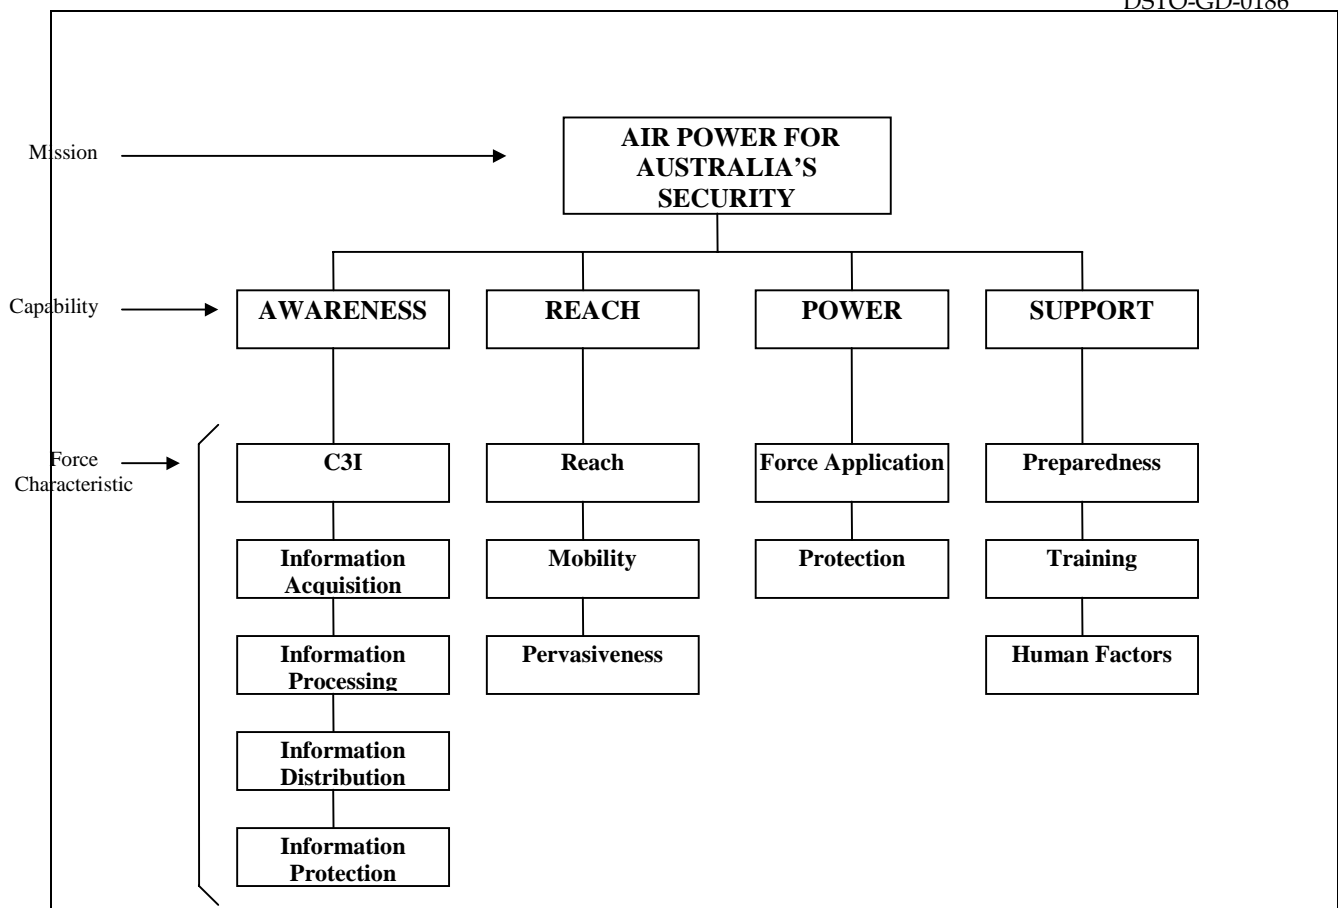 DSTO-GD-0186
Mission
AIR POWER FOR
AUSTRALIA’S
SECURITY
Capability
AWARENESS
REACH
POWER
SUPPORT
Force
Characteristic
C3I
Reach
Force Application
Preparedness
Information
Acquisition
Mobility
Protection
Training
Information
Processing
Pervasiveness
Human Factors
Information
Distribution
Information
Protection